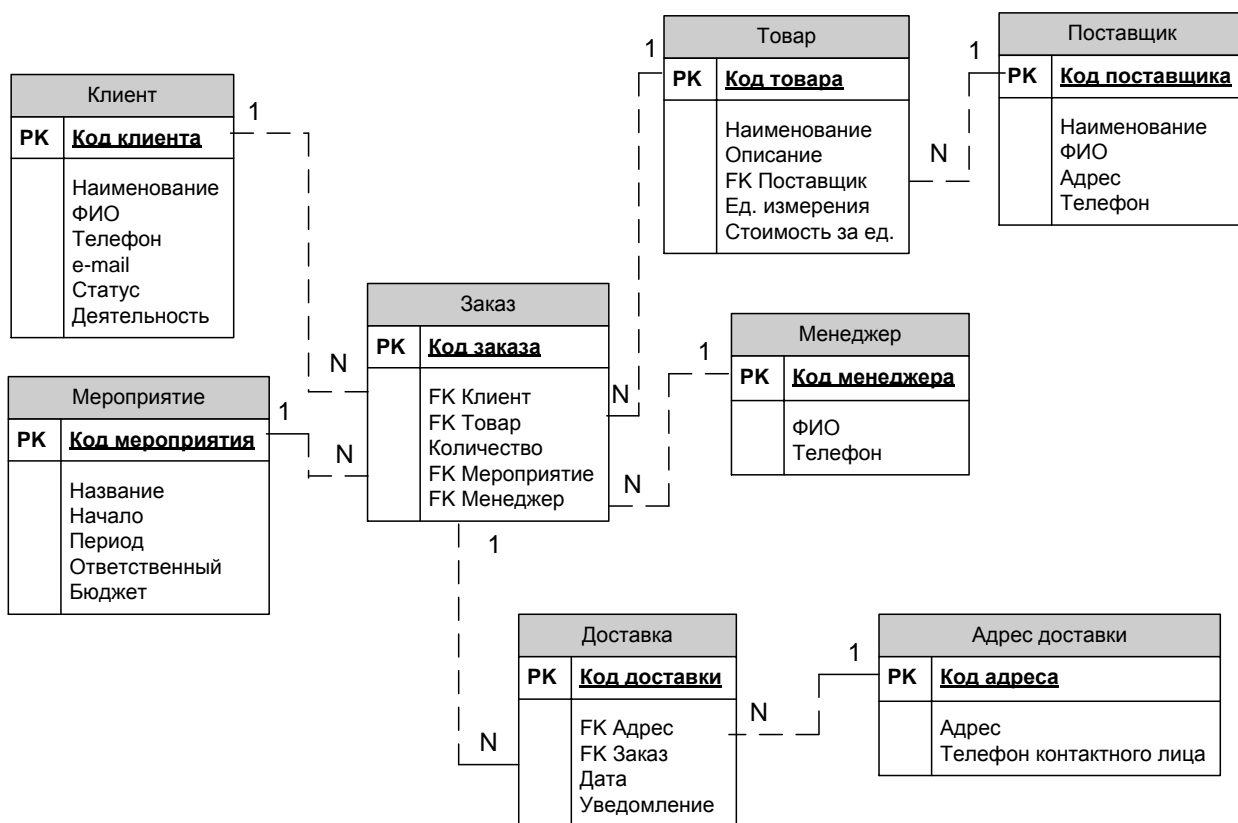 Клиент
PK Код клиента
Наименование
ФИО
Телефон
e-mail
Статус
Деятельность
1
N
Мероприятие
PK Код мероприятия
Название
Начало
Период
Ответственный
Бюджет
1
N
Заказ
PK Код заказа
FK Клиент
FK Товар
Количество
FK Мероприятие
FK Менеджер
1
N
Товар
PK Код товара
Наименование
Описание
FK Поставщик
Ед. измерения
Стоимость за ед.
1
N
Поставщик
PK Код поставщика
Наименование
ФИО
Адрес
Телефон
1
N
Менеджер
PK Код менеджера
ФИО
Телефон
1
N
Доставка
PK Код доставки
FK Адрес
FK Заказ
Дата
Уведомление
N
1
Адрес доставки
PK Код адреса
Адрес
Телефон контактного лица